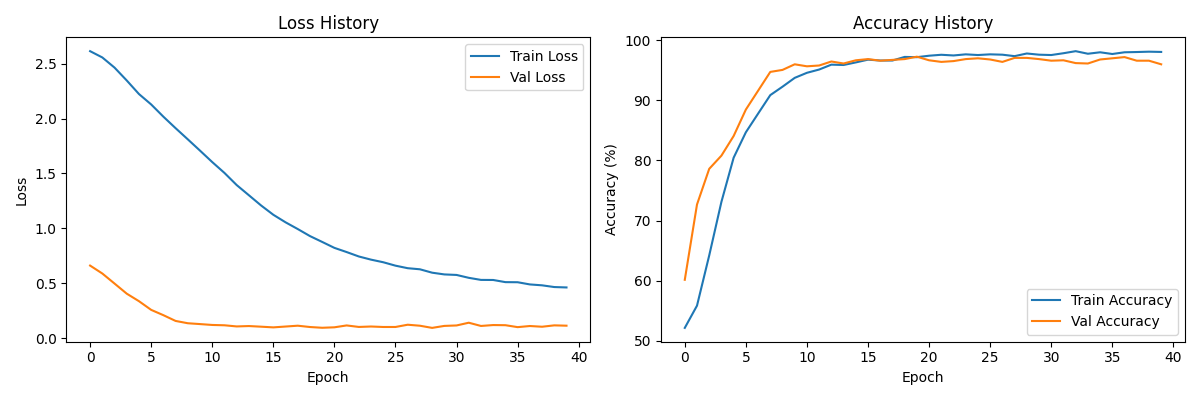 Loss History
Train Loss
Val Loss
Loss
2.5
2.0
1.5
1.0
0.5
0.0
0 5 10 15 20 25 30 35 40
Epoch
Accuracy History
Accuracy (%)
100
90
80
70
60
50
Train Accuracy
Val Accuracy
0 5 10 15 20 25 30 35 40
Epoch